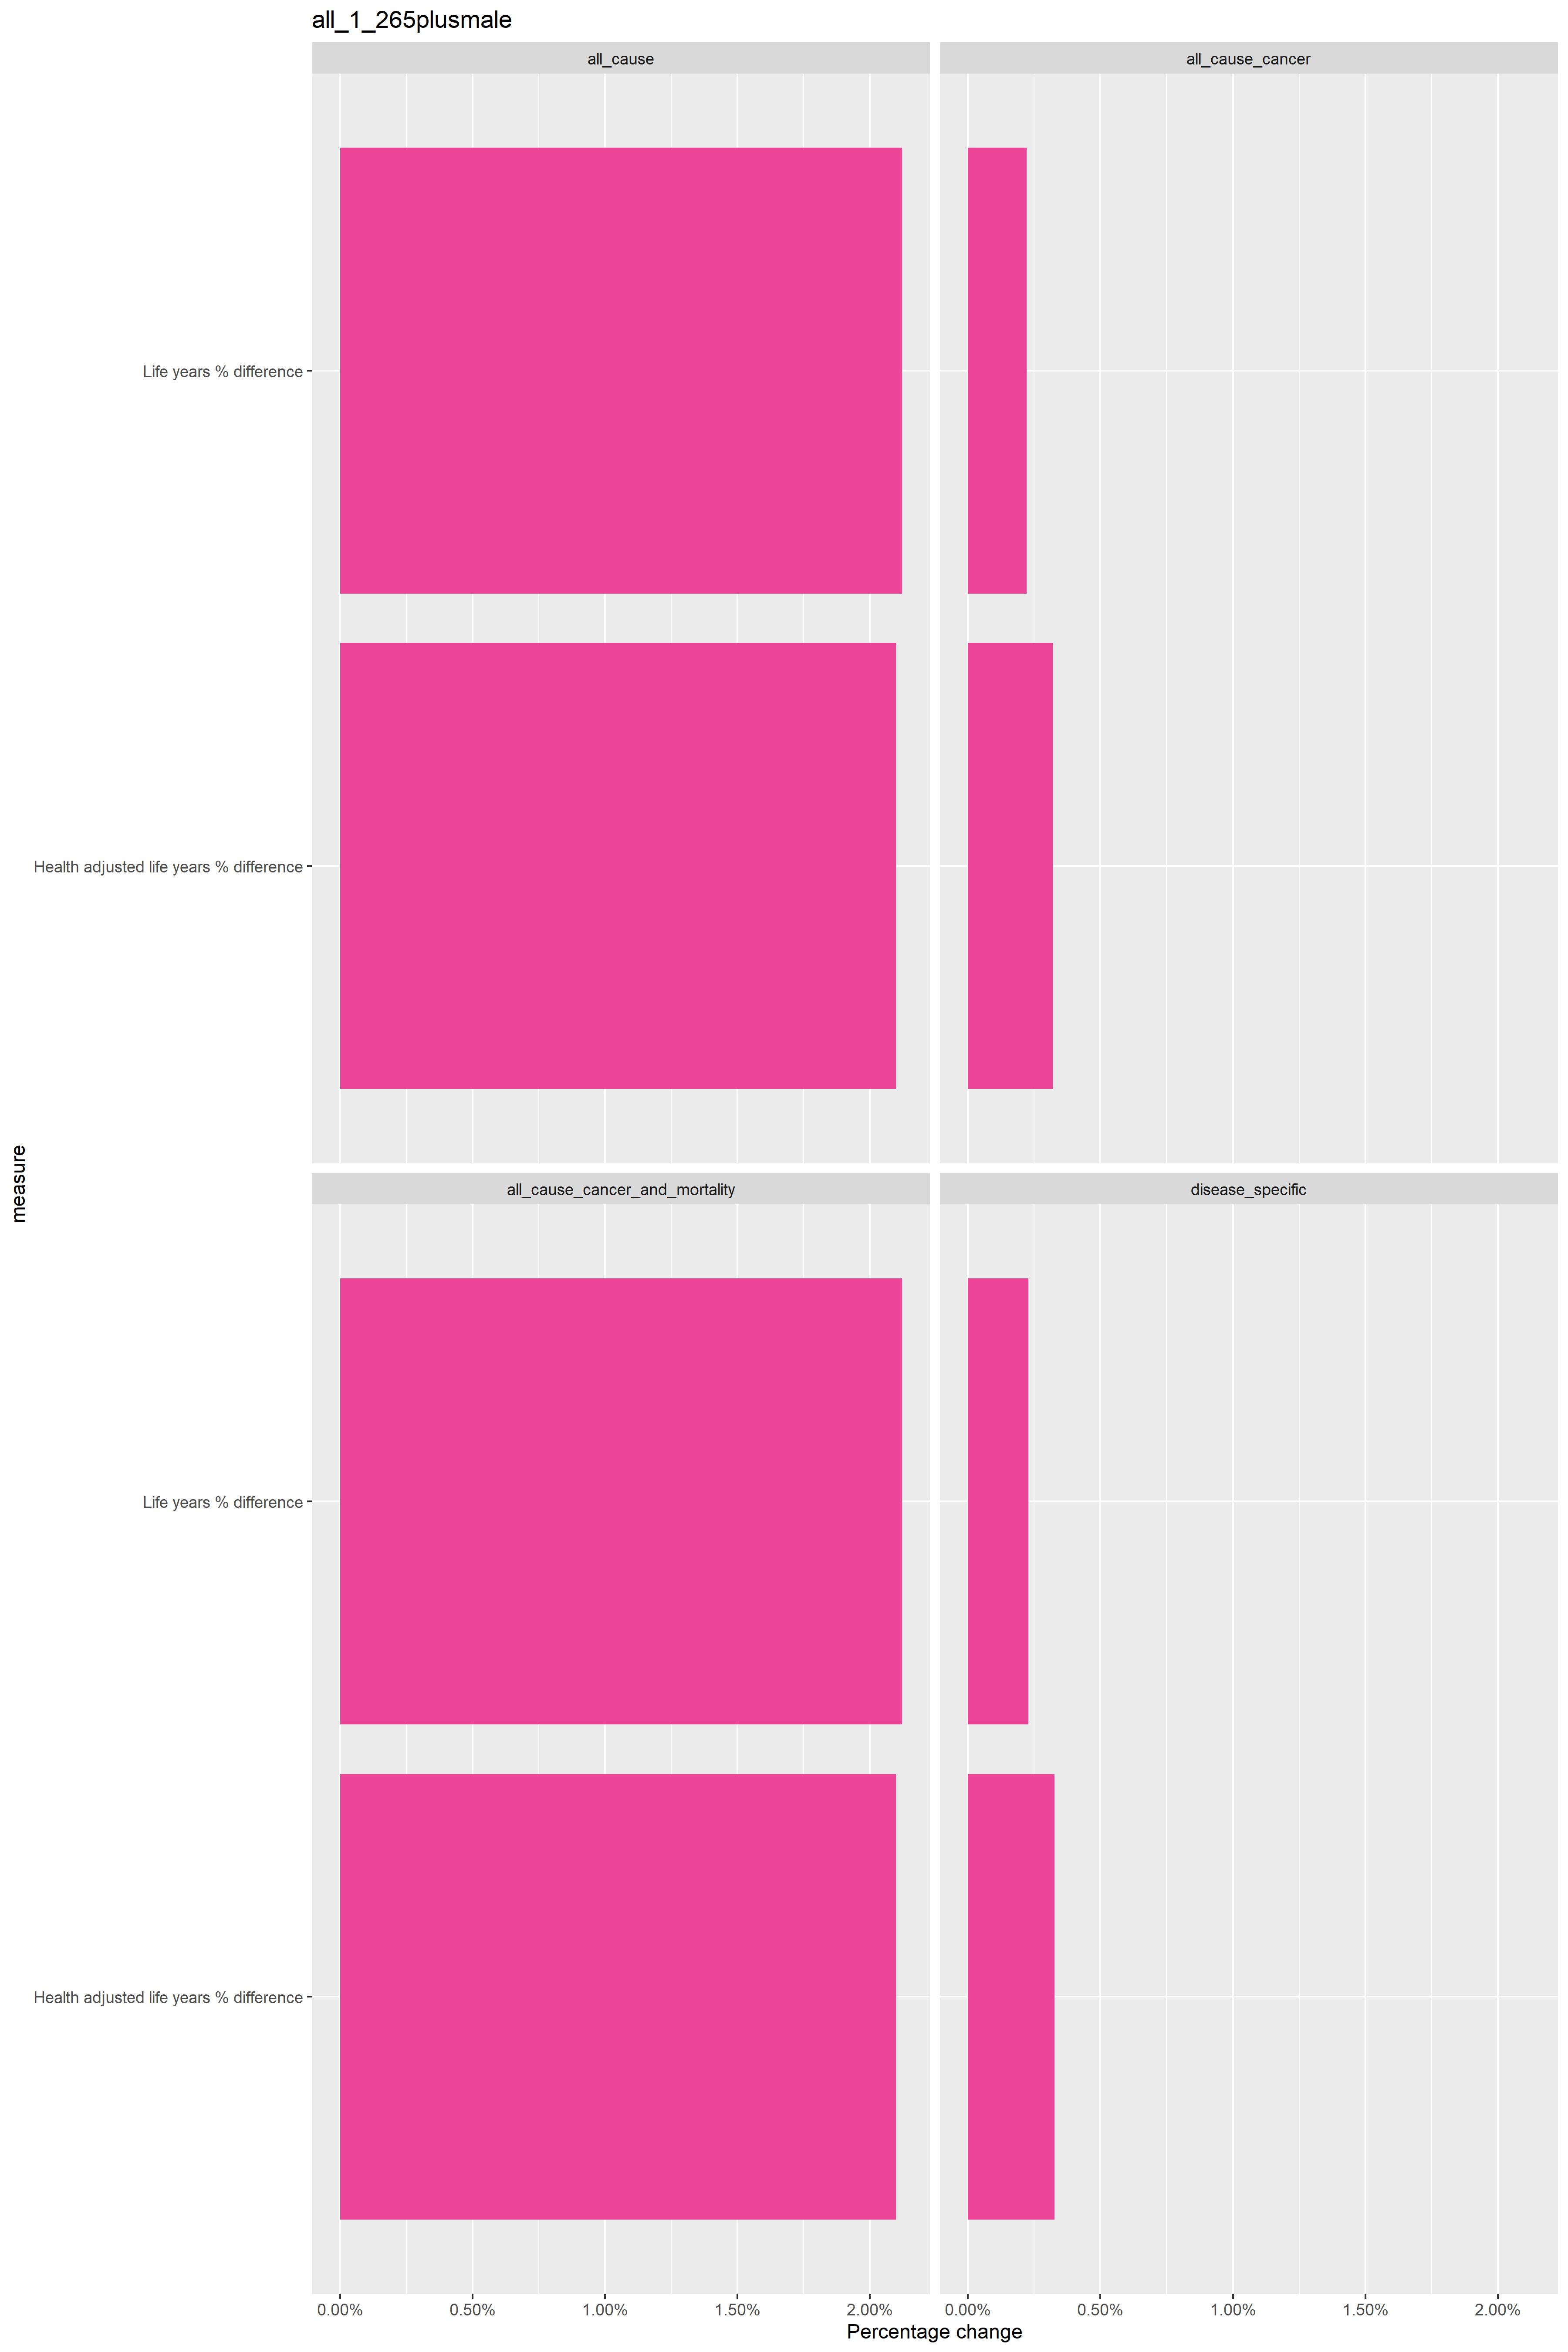 all_1_265plusmale
all_cause
all_cause_cancer
Life years % difference
Health adjusted life years % difference
measure
all_cause_cancer_and_mortality
disease_specific
Life years % difference
Health adjusted life years % difference
0.00% 0.50% 1.00% 1.50% 2.00% 0.00% 0.50% 1.00% 1.50% 2.00%
Percentage change